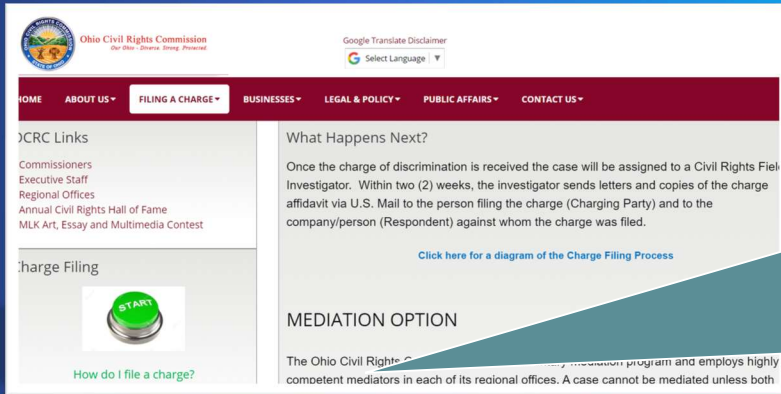 Ohio Civil Rights Commission
Our Ohio - Diverse. Strong. Protected.
Google Translate Disclaimer
G Select Language
HOME ABOUT US FILING A CHARGE BUSINESSES LEGAL & POLICY PUBLIC AFFAIRS CONTACT US
OCRC Links
Commissioners
Executive Staff
Regional Offices
Annual Civil Rights Hall of Fame
MLK Art, Essay and Multimedia Contest
Charge Filing
START
How do I file a charge?
What Happens Next?
Once the charge of discrimination is received the case will be assigned to a Civil Rights Field
Investigator. Within two (2) weeks, the investigator sends letters and copies of the charge
affidavit via U.S. Mail to the person filing the charge (Charging Party) and to the
company/person (Respondent) against whom the charge was filed.
Click here for a diagram of the Charge Filing Process
MEDIATION OPTION
The Ohio Civil Rights mediation program and employs highly
competent mediators in each of its regional offices. A case cannot be mediated unless both